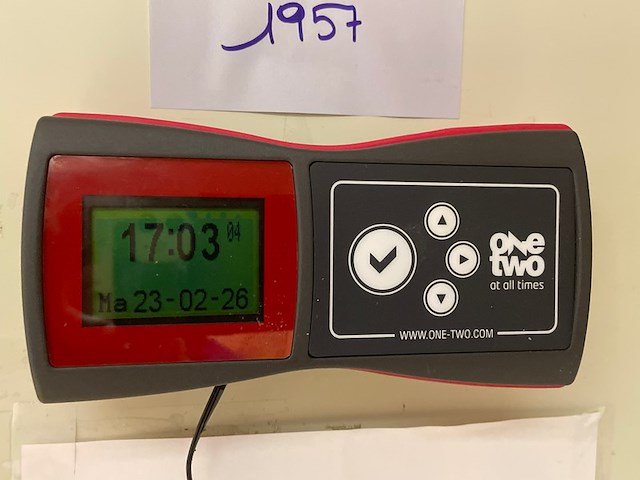 1957
17:03 04
Ma 23-02-26
one
two
at all times
WWW.ONE-TWO.COM